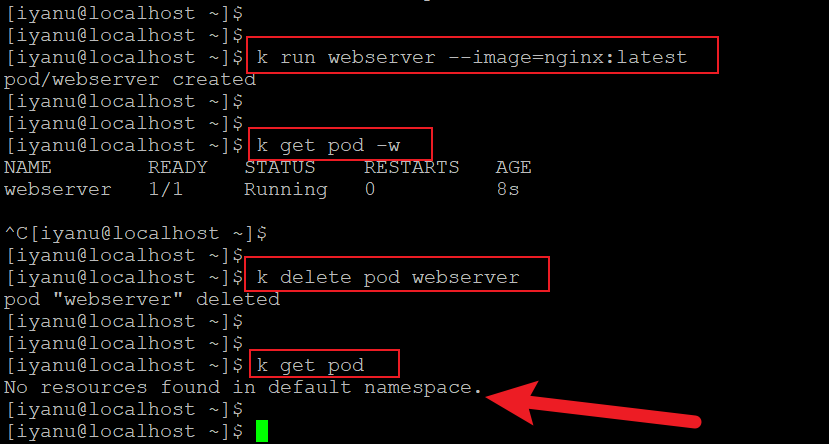 [iyanu@localhost ~]$
[iyanu@localhost ~]$
[iyanu@localhost ~]$ k run webserver --image=nginx:latest
pod/webserver created
[iyanu@localhost ~]$
[iyanu@localhost ~]$
[iyanu@localhost ~]$ k get pod -w
NAME        READY   STATUS    RESTARTS   AGE
webserver   1/1     Running   0          8s
^C[iyanu@localhost ~]$
[iyanu@localhost ~]$
[iyanu@localhost ~]$ k delete pod webserver
pod "webserver" deleted
[iyanu@localhost ~]$
[iyanu@localhost ~]$
[iyanu@localhost ~]$ k get pod
No resources found in default namespace.
[iyanu@localhost ~]$
[iyanu@localhost ~]$